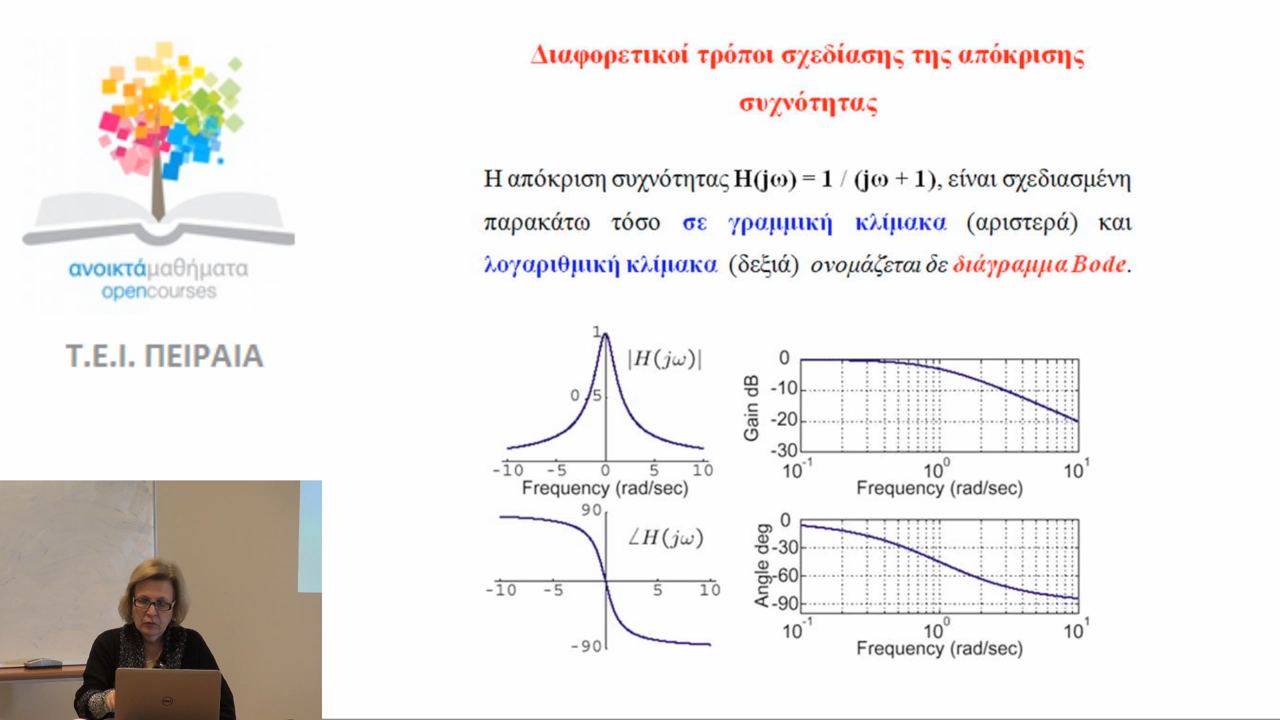 Διαφορετικοί τρόποι σχεδίασης της απόκρισης
συχνότητας
Η απόκριση συχνότητας H(jω) = 1 / (jω + 1), είναι σχεδιασμένη
παρακάτω τόσο σε γραμμική κλίμακα (αριστερά) και
λογαριθμική κλίμακα (δεξιά) ονομάζεται δε διάγραμμα Bode.
ανοικτάμαθήματα
opencourses
Τ.Ε.Ι. ΠΕΙΡΑΙΑ
1
|H(jω)|
0.5
-10 -5 0 5 10
Frequency (rad/sec)
Gain dB
0
-10
-20
-30
10^-1 10^0 10^1
Frequency (rad/sec)
90
∠H(jω)
-10 -5 5 10
-90
Angle deg
0
-30
-60
-90
10^-1 10^0 10^1
Frequency (rad/sec)
DELL